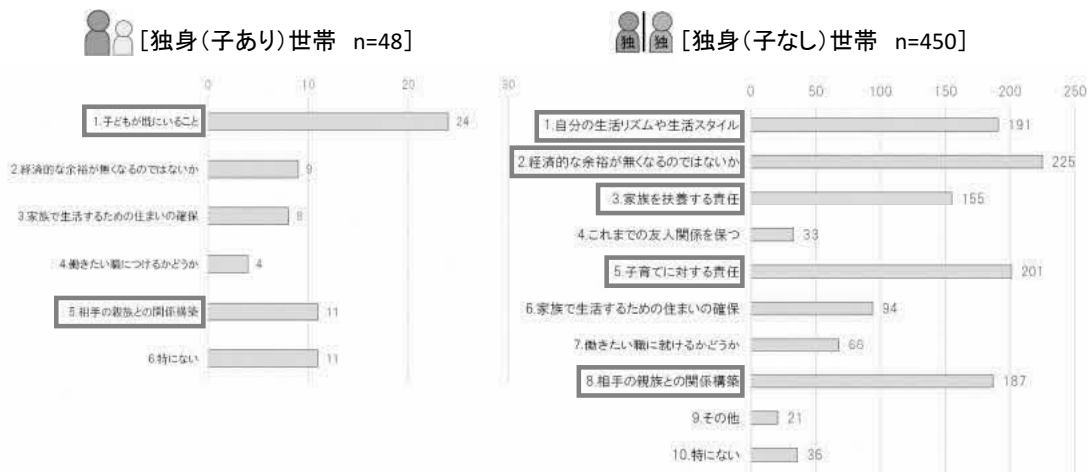 [独身(子あり)世帯 n=48]
0 10 20 30
1.子どもが既にいること 24
2.経済的な余裕が無くなるのではないか 9
3.家族で生活するための住まいの確保 8
4.働きたい職につけるかどうか 4
5.相手の親族との関係構築 11
6.特にない 11
独 独 [独身(子なし)世帯 n=450]
0 50 100 150 200 250
1.自分の生活リズムや生活スタイル 191
2.経済的な余裕が無くなるのではないか 225
3.家族を扶養する責任 155
4.これまでの友人関係を保つ 33
5.子育てに対する責任 201
6.家族で生活するための住まいの確保 94
7.働きたい職に就けるかどうか 68
8.相手の親族との関係構築 187
9.その他 21
10.特にない 36